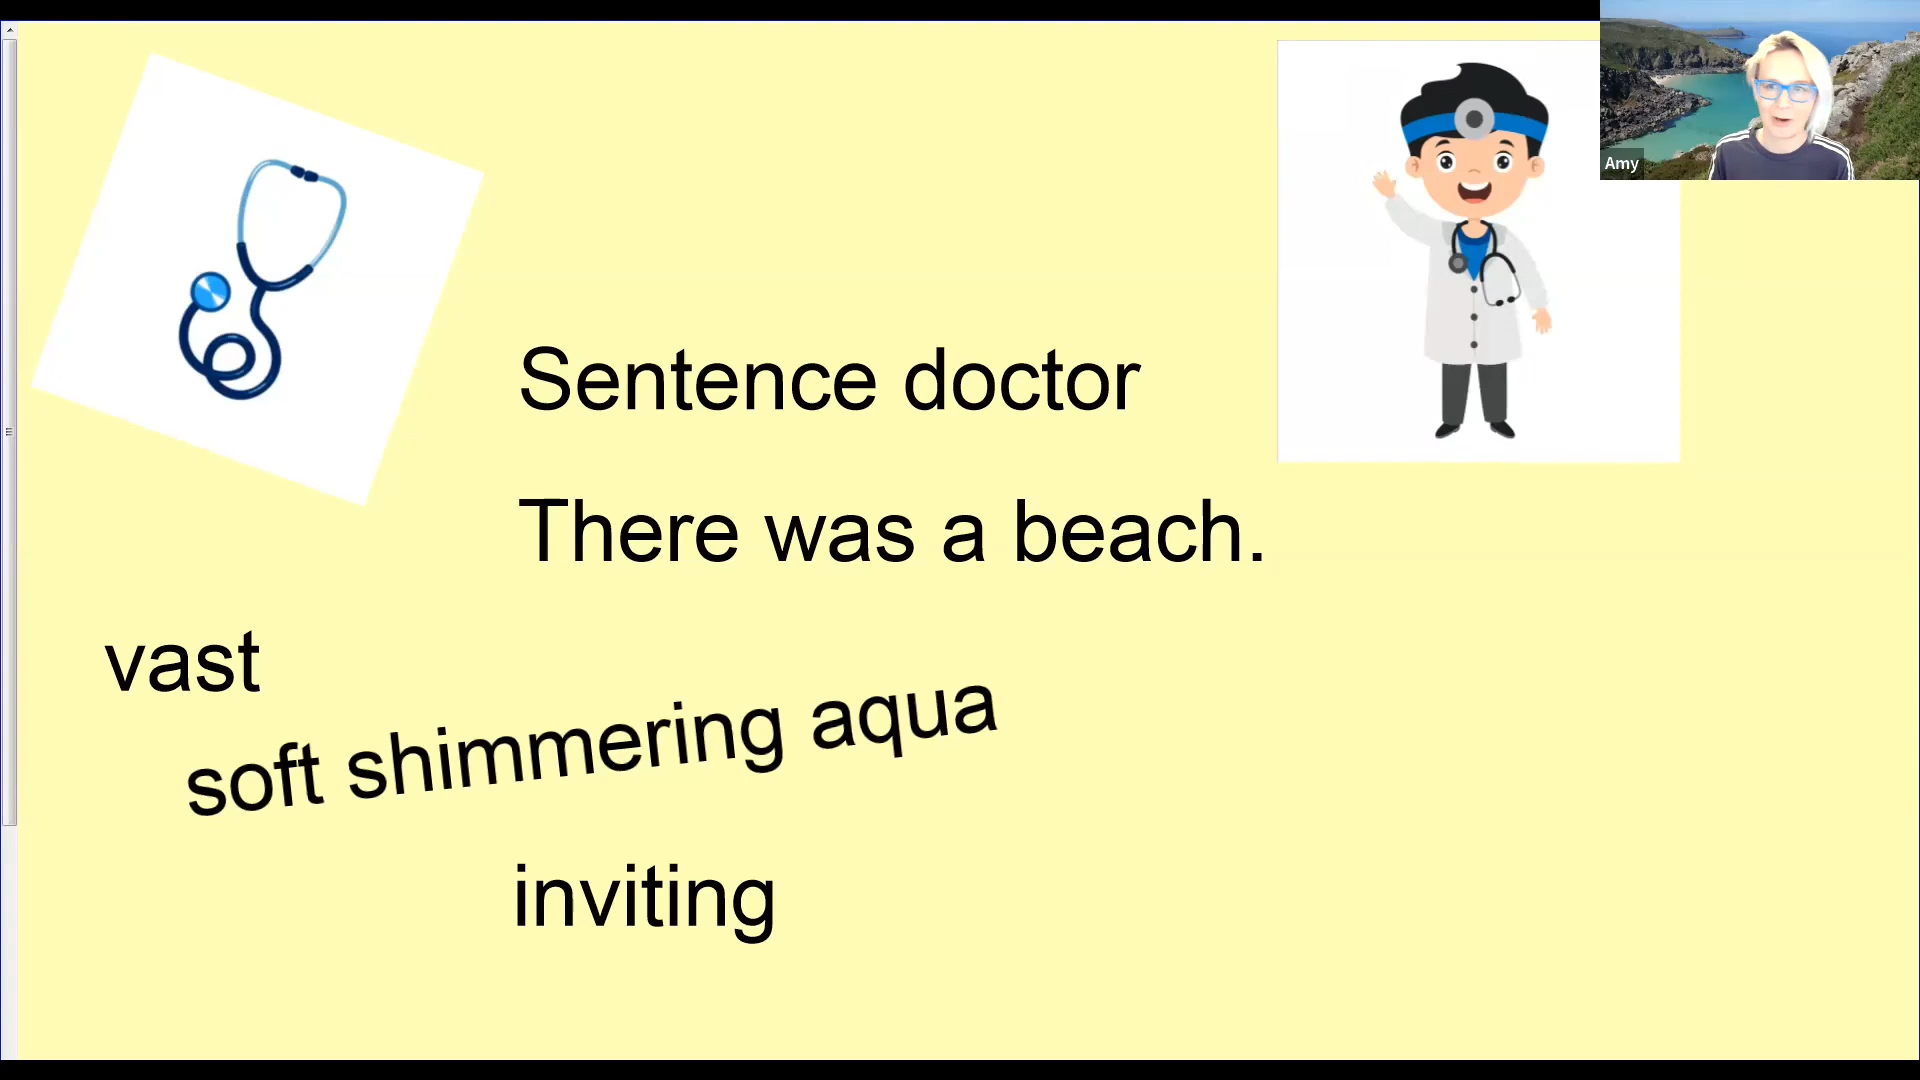 Amy
Sentence doctor
There was a beach.
vast
soft shimmering aqua
inviting